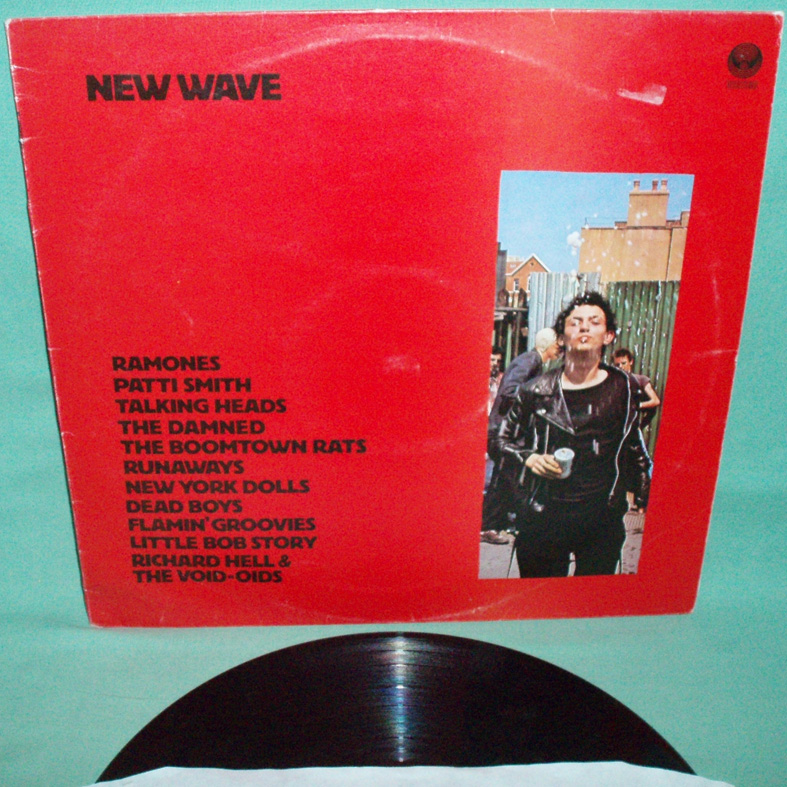 NEW WAVE
RAMONES
PATTI SMITH
TALKING HEADS
THE DAMNED
THE BOOMTOWN RATS
RUNAWAYS
NEW YORK DOLLS
DEAD BOYS
FLAMIN' GROOVIES
LITTLE BOB STORY
RICHARD HELL &
THE VOID-OIDS